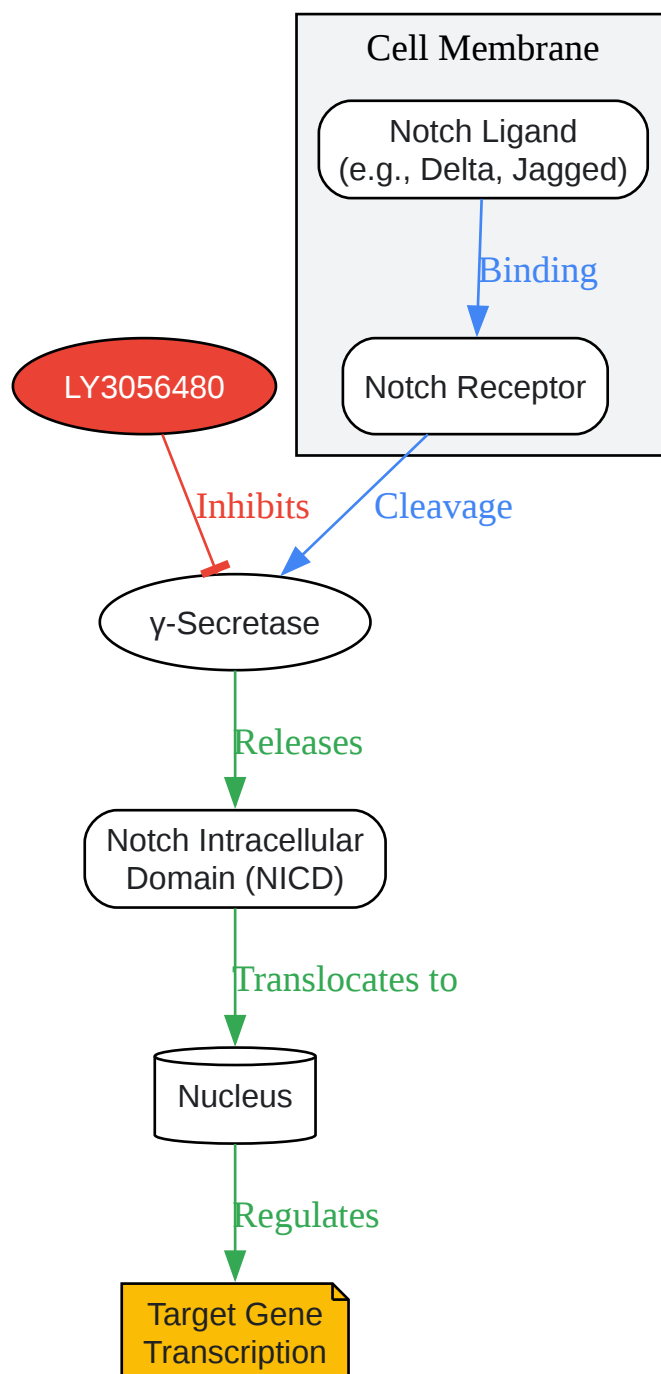 Cell Membrane
Notch Ligand
(e.g., Delta, Jagged)
Binding
LY3056480
Notch Receptor
Inhibits
Cleavage
γ-Secretase
Releases
Notch Intracellular
Domain (NICD)
Translocates to
Nucleus
Regulates
Target Gene
Transcription